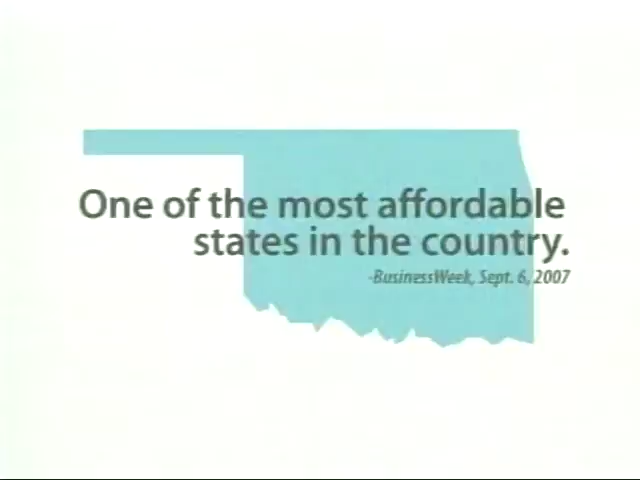 One of the most affordable
states in the country.
-BusinessWeek, Sept. 6, 2007